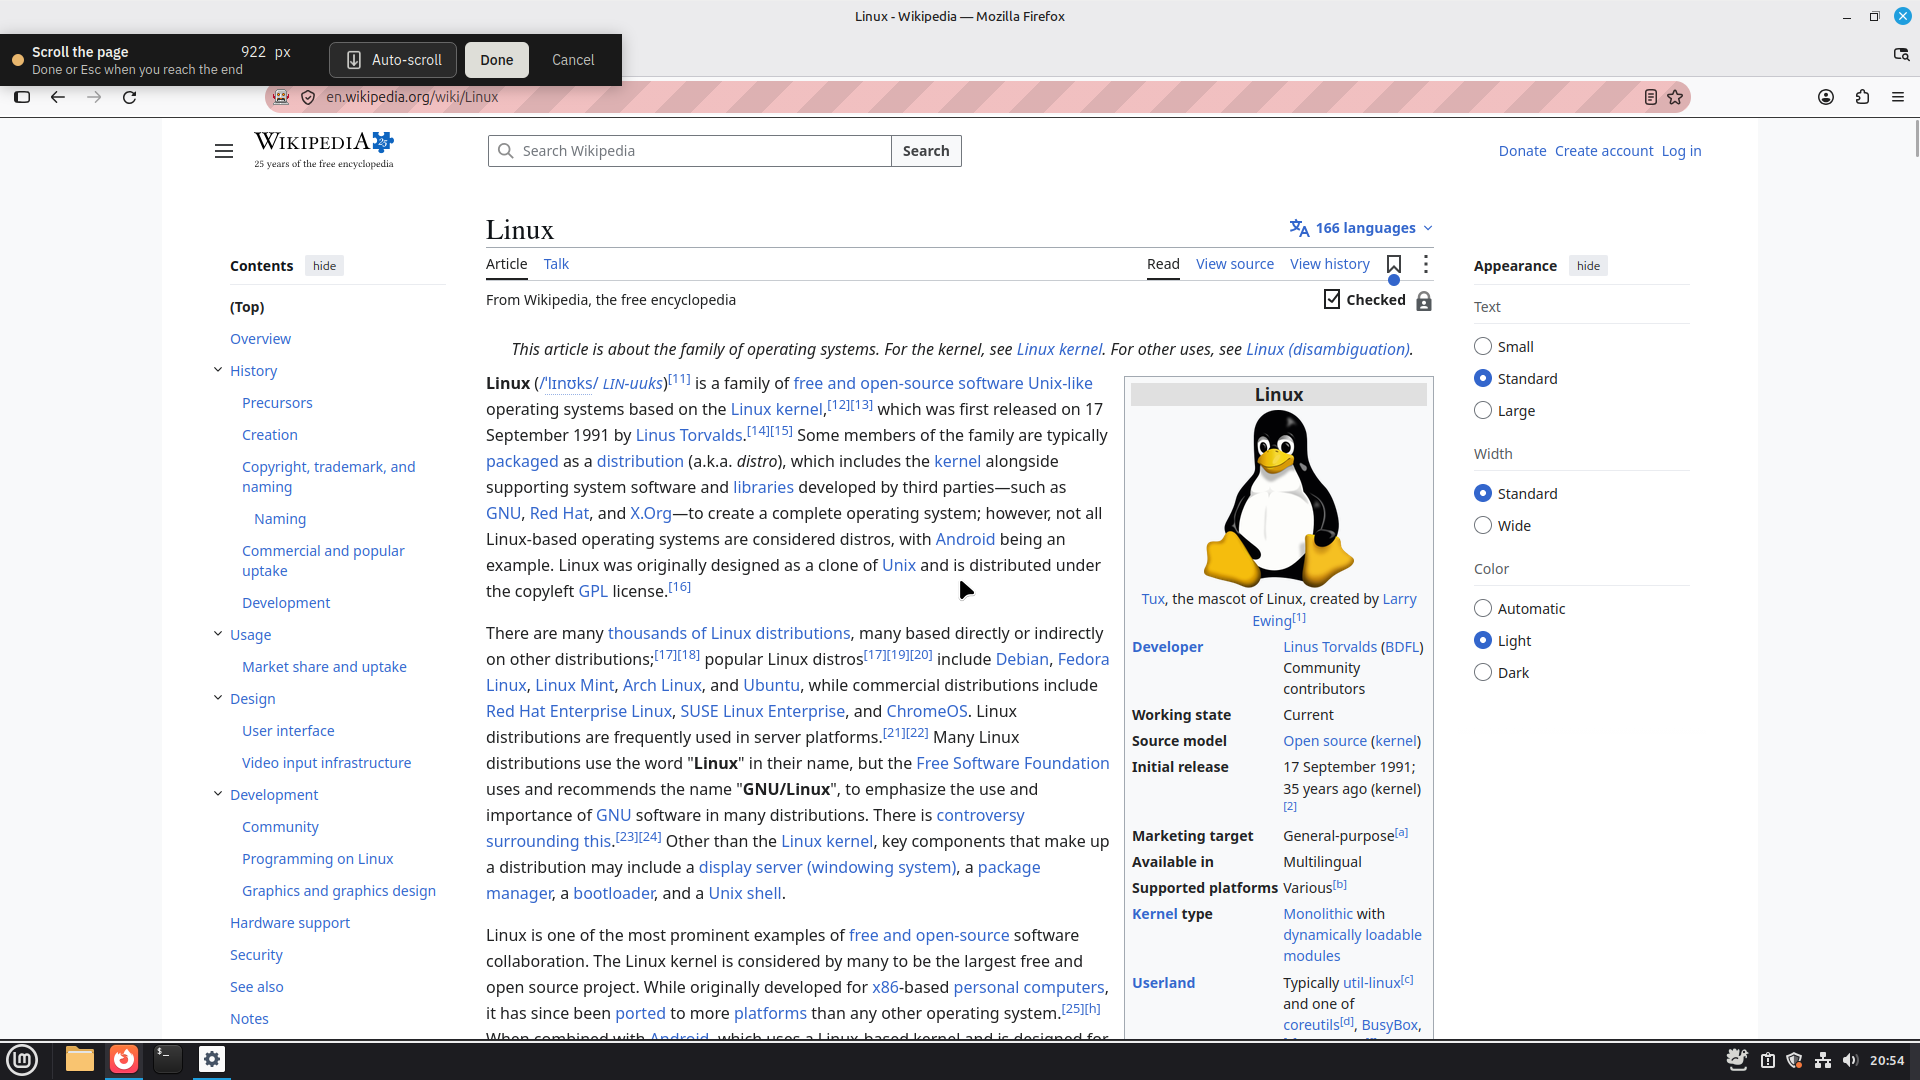 Linux - Wikipedia — Mozilla Firefox
Scroll the page
Done or Esc when you reach the end
922 px
Auto-scroll
Done
Cancel
en.wikipedia.org/wiki/Linux
WIKIPEDIA 25
25 years of the free encyclopedia
Search Wikipedia
Search
Donate
Create account
Log in
Contents
hide
(Top)
Overview
History
Precursors
Creation
Copyright, trademark, and
naming
Naming
Commercial and popular
uptake
Development
Usage
Market share and uptake
Design
User interface
Video input infrastructure
Development
Community
Programming on Linux
Graphics and graphics design
Hardware support
Security
See also
Notes
Linux
166 languages
Article
Talk
Read
View source
View history
From Wikipedia, the free encyclopedia
Checked
This article is about the family of operating systems. For the kernel, see Linux kernel. For other uses, see Linux (disambiguation).
Linux (/ˈlɪnʊks/ LIN-uuks)[11] is a family of free and open-source software Unix-like
operating systems based on the Linux kernel,[12][13] which was first released on 17
September 1991 by Linus Torvalds.[14][15] Some members of the family are typically
packaged as a distribution (a.k.a. distro), which includes the kernel alongside
supporting system software and libraries developed by third parties—such as
GNU, Red Hat, and X.Org—to create a complete operating system; however, not all
Linux-based operating systems are considered distros, with Android being an
example. Linux was originally designed as a clone of Unix and is distributed under
the copyleft GPL license.[16]
There are many thousands of Linux distributions, many based directly or indirectly
on other distributions;[17][18] popular Linux distros[17][19][20] include Debian, Fedora
Linux, Linux Mint, Arch Linux, and Ubuntu, while commercial distributions include
Red Hat Enterprise Linux, SUSE Linux Enterprise, and ChromeOS. Linux
distributions are frequently used in server platforms.[21][22] Many Linux
distributions use the word "Linux" in their name, but the Free Software Foundation
uses and recommends the name "GNU/Linux", to emphasize the use and
importance of GNU software in many distributions. There is controversy
surrounding this.[23][24] Other than the Linux kernel, key components that make up
a distribution may include a display server (windowing system), a package
manager, a bootloader, and a Unix shell.
Linux is one of the most prominent examples of free and open-source software
collaboration. The Linux kernel is considered by many to be the largest free and
open source project. While originally developed for x86-based personal computers,
it has since been ported to more platforms than any other operating system.[25][h]
When combined with Android, which uses a Linux-based kernel and is designed for
Linux
Tux, the mascot of Linux, created by Larry
Ewing[1]
Developer
Linus Torvalds (BDFL)
Community
contributors
Working state
Current
Source model
Open source (kernel)
Initial release
17 September 1991;
35 years ago (kernel)
[2]
Marketing target
General-purpose[a]
Available in
Multilingual
Supported platforms
Various[b]
Kernel type
Monolithic with
dynamically loadable
modules
Userland
Typically util-linux[c]
and one of
coreutils[d], BusyBox,
Appearance
hide
Text
Small
Standard
Large
Width
Standard
Wide
Color
Automatic
Light
Dark
20:54